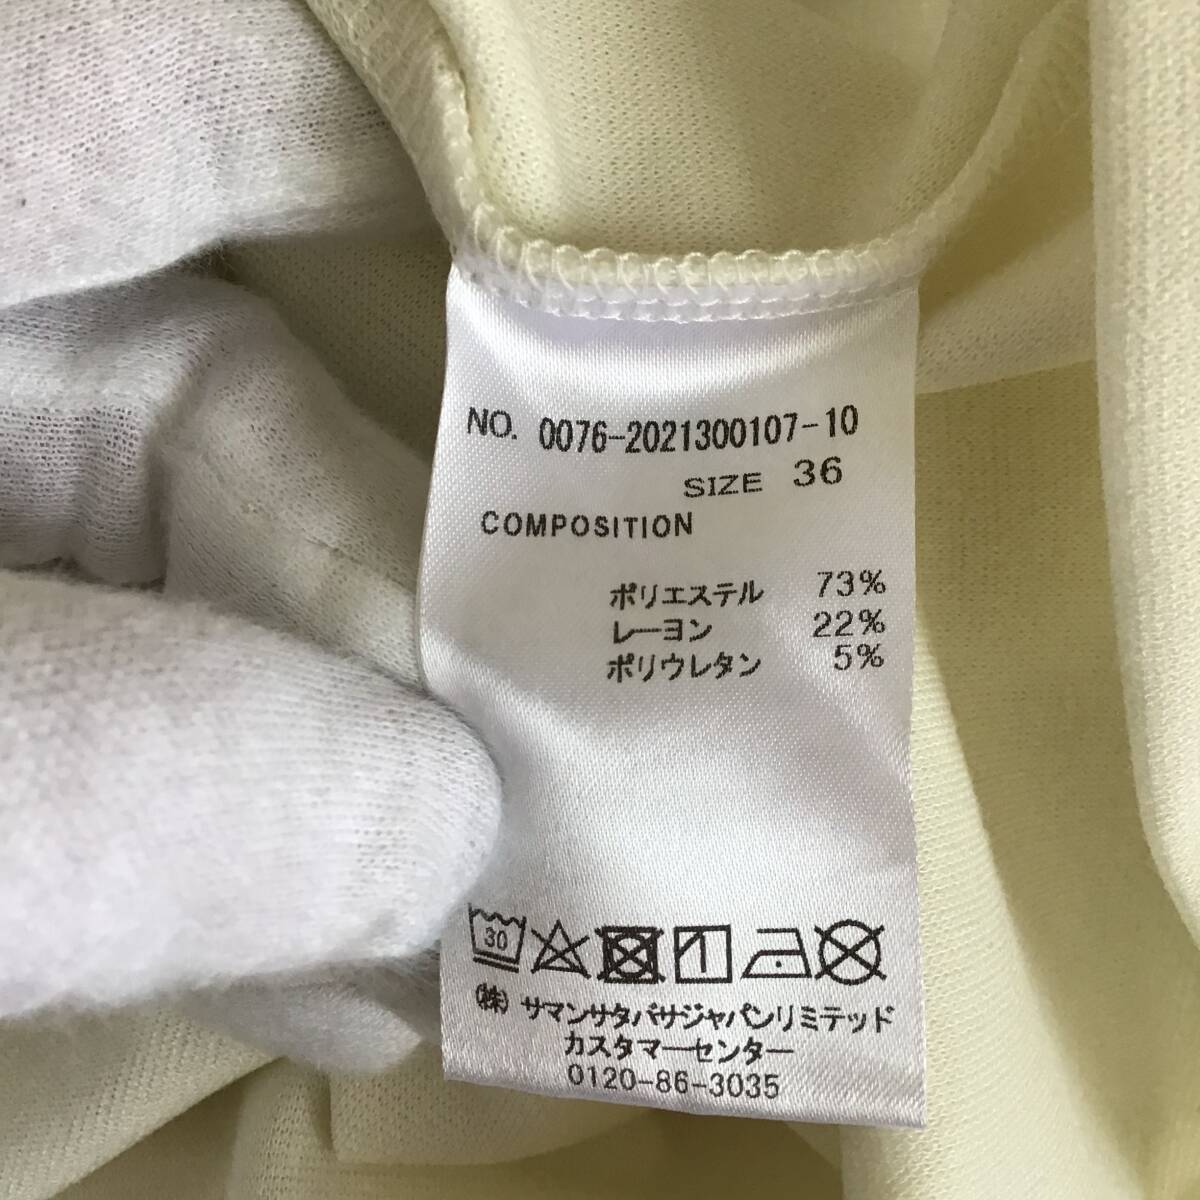 NO. 0076-2021300107-10
SIZE 36
COMPOSITION
ポリエステル 73%
レーヨン 22%
ポリウレタン 5%
30
(株) サマンサタバサジャパンリミテッド
カスタマーセンター
0120-86-3035